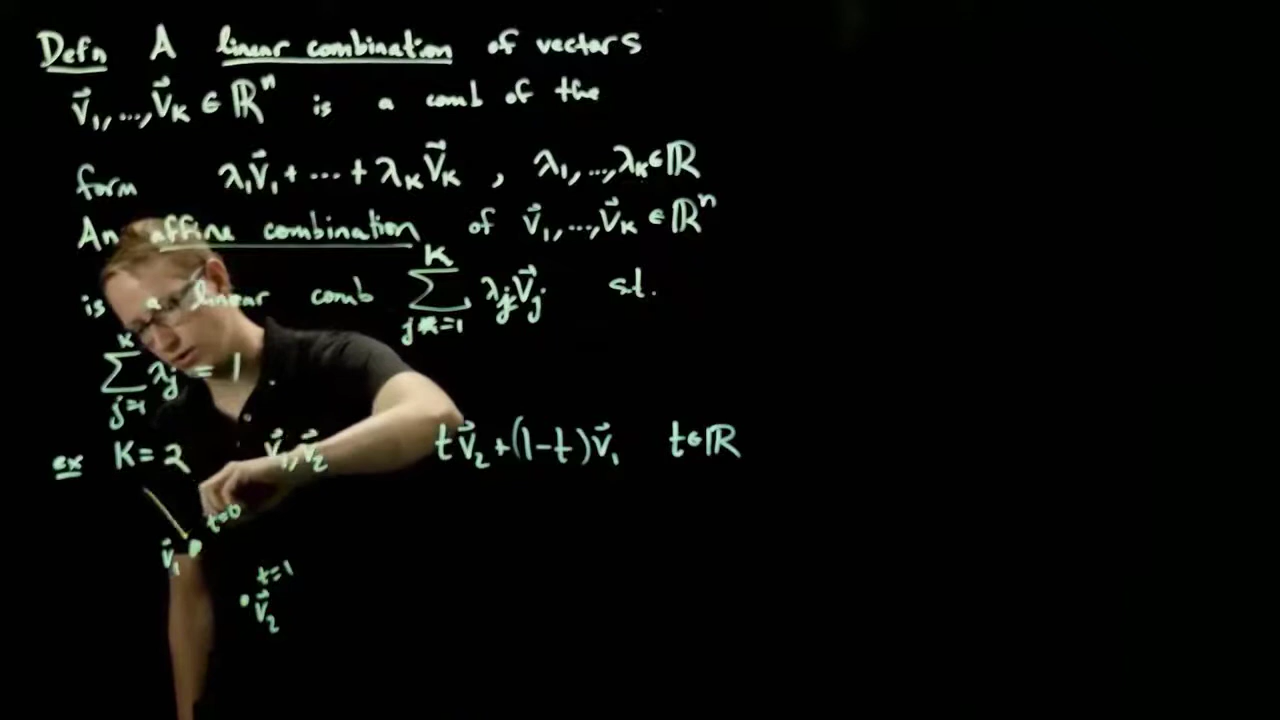 Defn A linear combination of vectors
v⃗₁,...,v⃗ₖ ∈ ℝⁿ is a comb of the
form λ₁v⃗₁ + ⋯ + λₖv⃗ₖ , λ₁,...,λₖ∈ℝ
An affine combination of v⃗₁,...,v⃗ₖ ∈ ℝⁿ
is a linear comb ∑ⱼ₌₁ᴷ λⱼv⃗ⱼ s.t.
∑ⱼ₌₁ᴷ λⱼ = 1
ex K=2 v⃗₁,v⃗₂ tv⃗₂+(1-t)v⃗₁ t∈ℝ
t=0
v⃗₁
t=1
v⃗₂